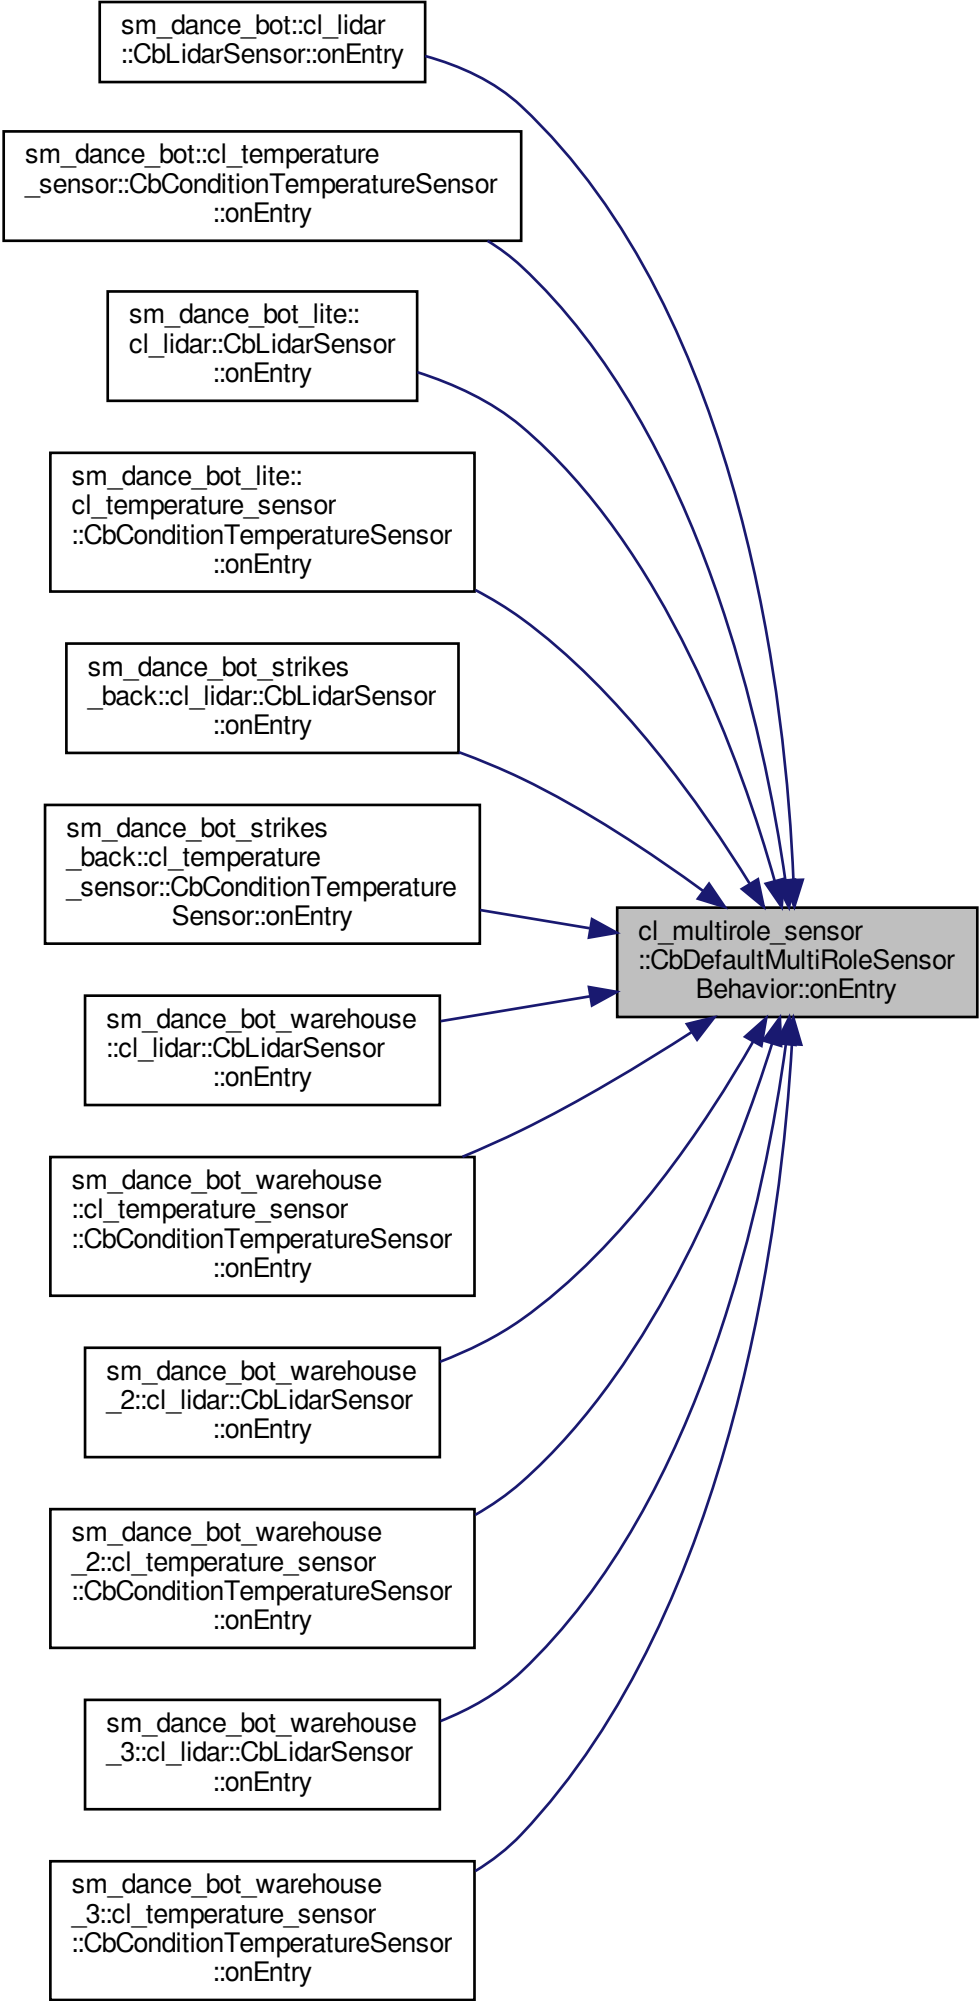 sm_dance_bot::cl_lidar
::CbLidarSensor::onEntry
sm_dance_bot::cl_temperature
_sensor::CbConditionTemperatureSensor
::onEntry
sm_dance_bot_lite::
cl_lidar::CbLidarSensor
::onEntry
sm_dance_bot_lite::
cl_temperature_sensor
::CbConditionTemperatureSensor
::onEntry
sm_dance_bot_strikes
_back::cl_lidar::CbLidarSensor
::onEntry
sm_dance_bot_strikes
_back::cl_temperature
_sensor::CbConditionTemperature
Sensor::onEntry
cl_multirole_sensor
::CbDefaultMultiRoleSensor
Behavior::onEntry
sm_dance_bot_warehouse
::cl_lidar::CbLidarSensor
::onEntry
sm_dance_bot_warehouse
::cl_temperature_sensor
::CbConditionTemperatureSensor
::onEntry
sm_dance_bot_warehouse
_2::cl_lidar::CbLidarSensor
::onEntry
sm_dance_bot_warehouse
_2::cl_temperature_sensor
::CbConditionTemperatureSensor
::onEntry
sm_dance_bot_warehouse
_3::cl_lidar::CbLidarSensor
::onEntry
sm_dance_bot_warehouse
_3::cl_temperature_sensor
::CbConditionTemperatureSensor
::onEntry